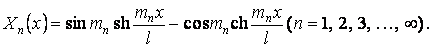 Xₙ(x) = sin mₙ sh mₙx/l − cos mₙ ch mₙx/l (n = 1, 2, 3, …, ∞).